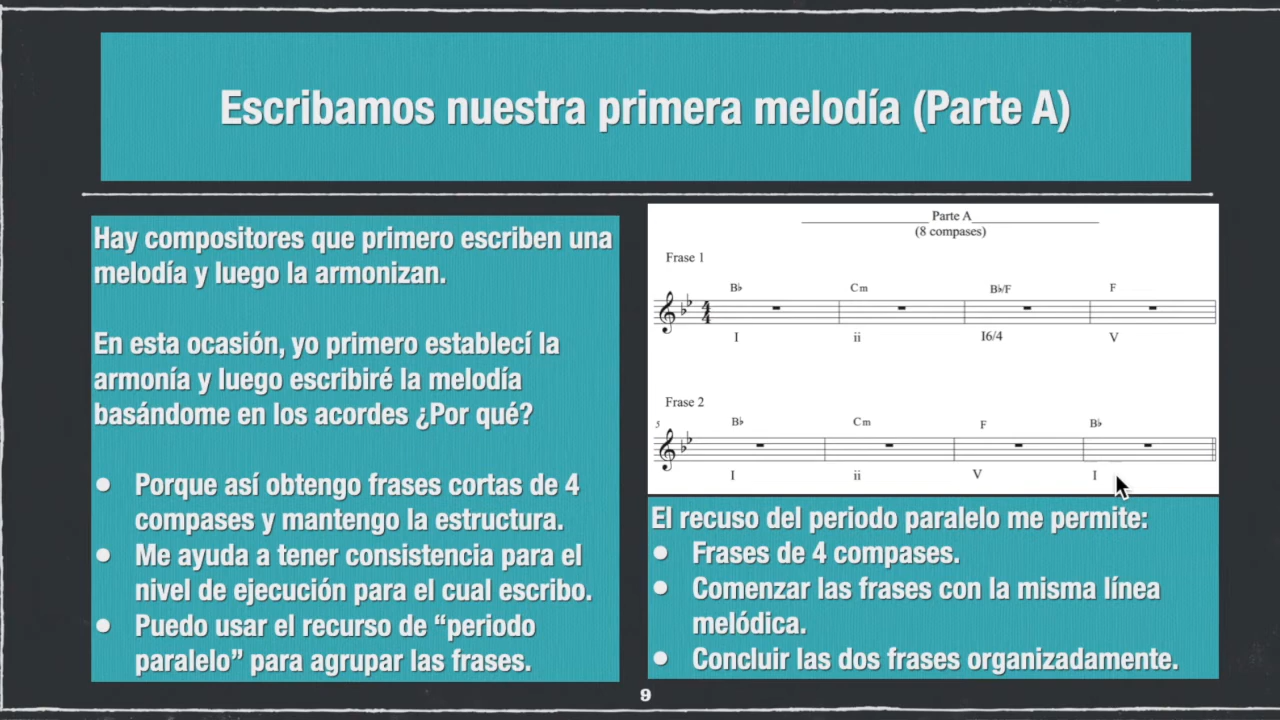 Escribamos nuestra primera melodía (Parte A)
Hay compositores que primero escriben una
melodía y luego la armonizan.
En esta ocasión, yo primero establecí la
armonía y luego escribiré la melodía
basándome en los acordes ¿Por qué?
● Porque así obtengo frases cortas de 4
compases y mantengo la estructura.
● Me ayuda a tener consistencia para el
nivel de ejecución para el cual escribo.
● Puedo usar el recurso de “periodo
paralelo” para agrupar las frases.
Parte A
(8 compases)
Frase 1
B♭ Cm B♭/F F
4
4
I ii I6/4 V
Frase 2
5
B♭ Cm F B♭
I ii V I
El recuso del periodo paralelo me permite:
● Frases de 4 compases.
● Comenzar las frases con la misma línea
melódica.
● Concluir las dos frases organizadamente.
9